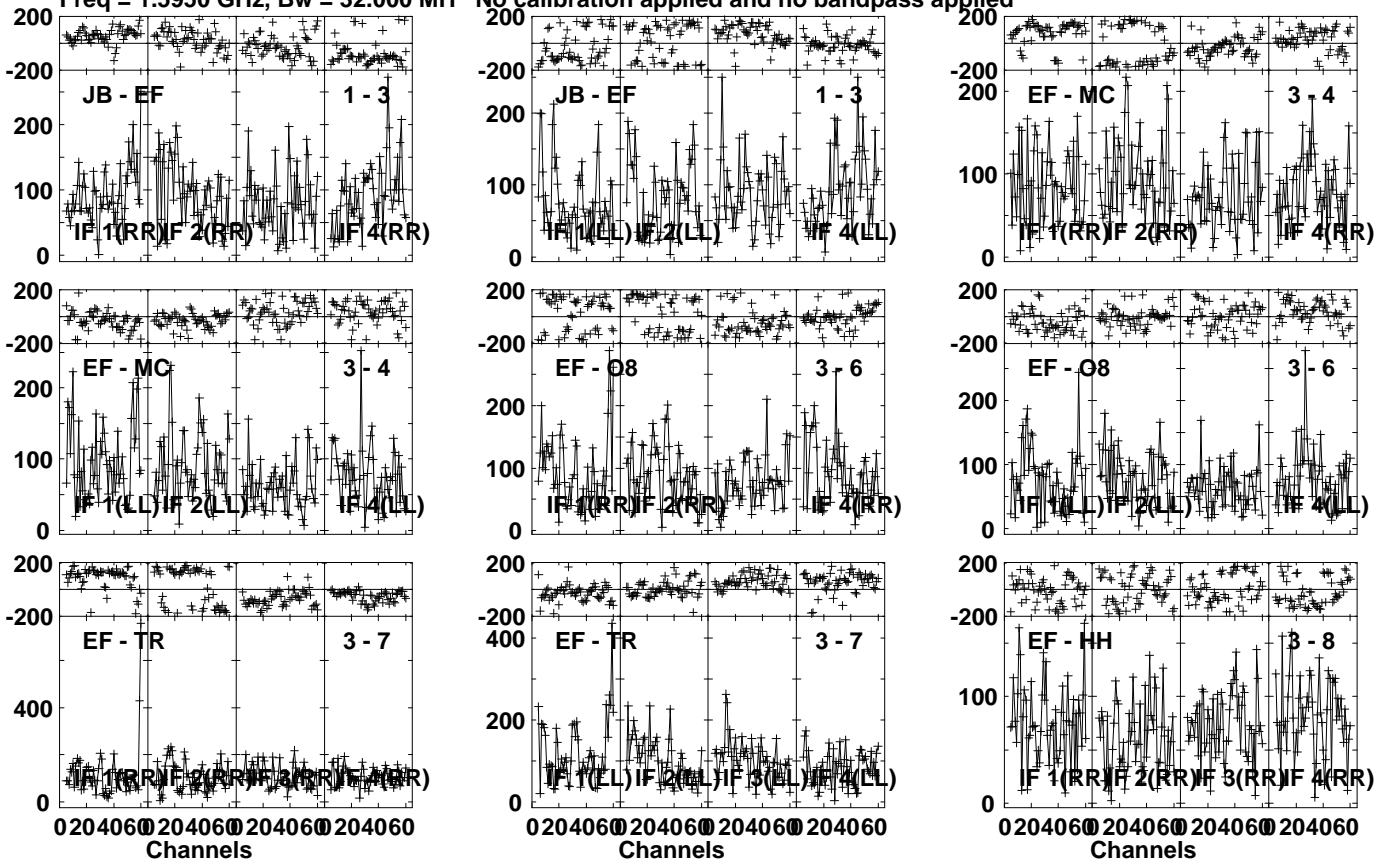 Freq = 1.5950 GHz, Bw = 32.000 MH No calibration applied and no bandpass applied
200
-200
JB - EF 1 - 3
200
100
0
IF 1(RR) IF 2(RR) IF 4(RR)
JB - EF 1 - 3
200
100
0
IF 1(LL) IF 2(LL) IF 4(LL)
200
-200
EF - MC 3 - 4
200
100
0
IF 1(RR) IF 2(RR) IF 4(RR)
200
-200
EF - MC 3 - 4
200
100
0
IF 1(LL) IF 2(LL) IF 4(LL)
200
-200
EF - O8 3 - 6
200
100
0
IF 1(RR) IF 2(RR) IF 4(RR)
200
-200
EF - O8 3 - 6
200
100
0
IF 1(LL) IF 2(LL) IF 4(LL)
200
-200
EF - TR 3 - 7
400
0
IF 1(RR) IF 2(RR) IF 3(RR) IF 4(RR)
0 20 40 60 0 20 40 60 0 20 40 60 0 20 40 60
Channels
200
-200
EF - TR 3 - 7
400
200
0
IF 1(LL) IF 2(LL) IF 3(LL) IF 4(LL)
0 20 40 60 0 20 40 60 0 20 40 60 0 20 40 60
Channels
200
-200
EF - HH 3 - 8
100
0
IF 1(RR) IF 2(RR) IF 3(RR) IF 4(RR)
0 20 40 60 0 20 40 60 0 20 40 60 0 20 40 60
Channels